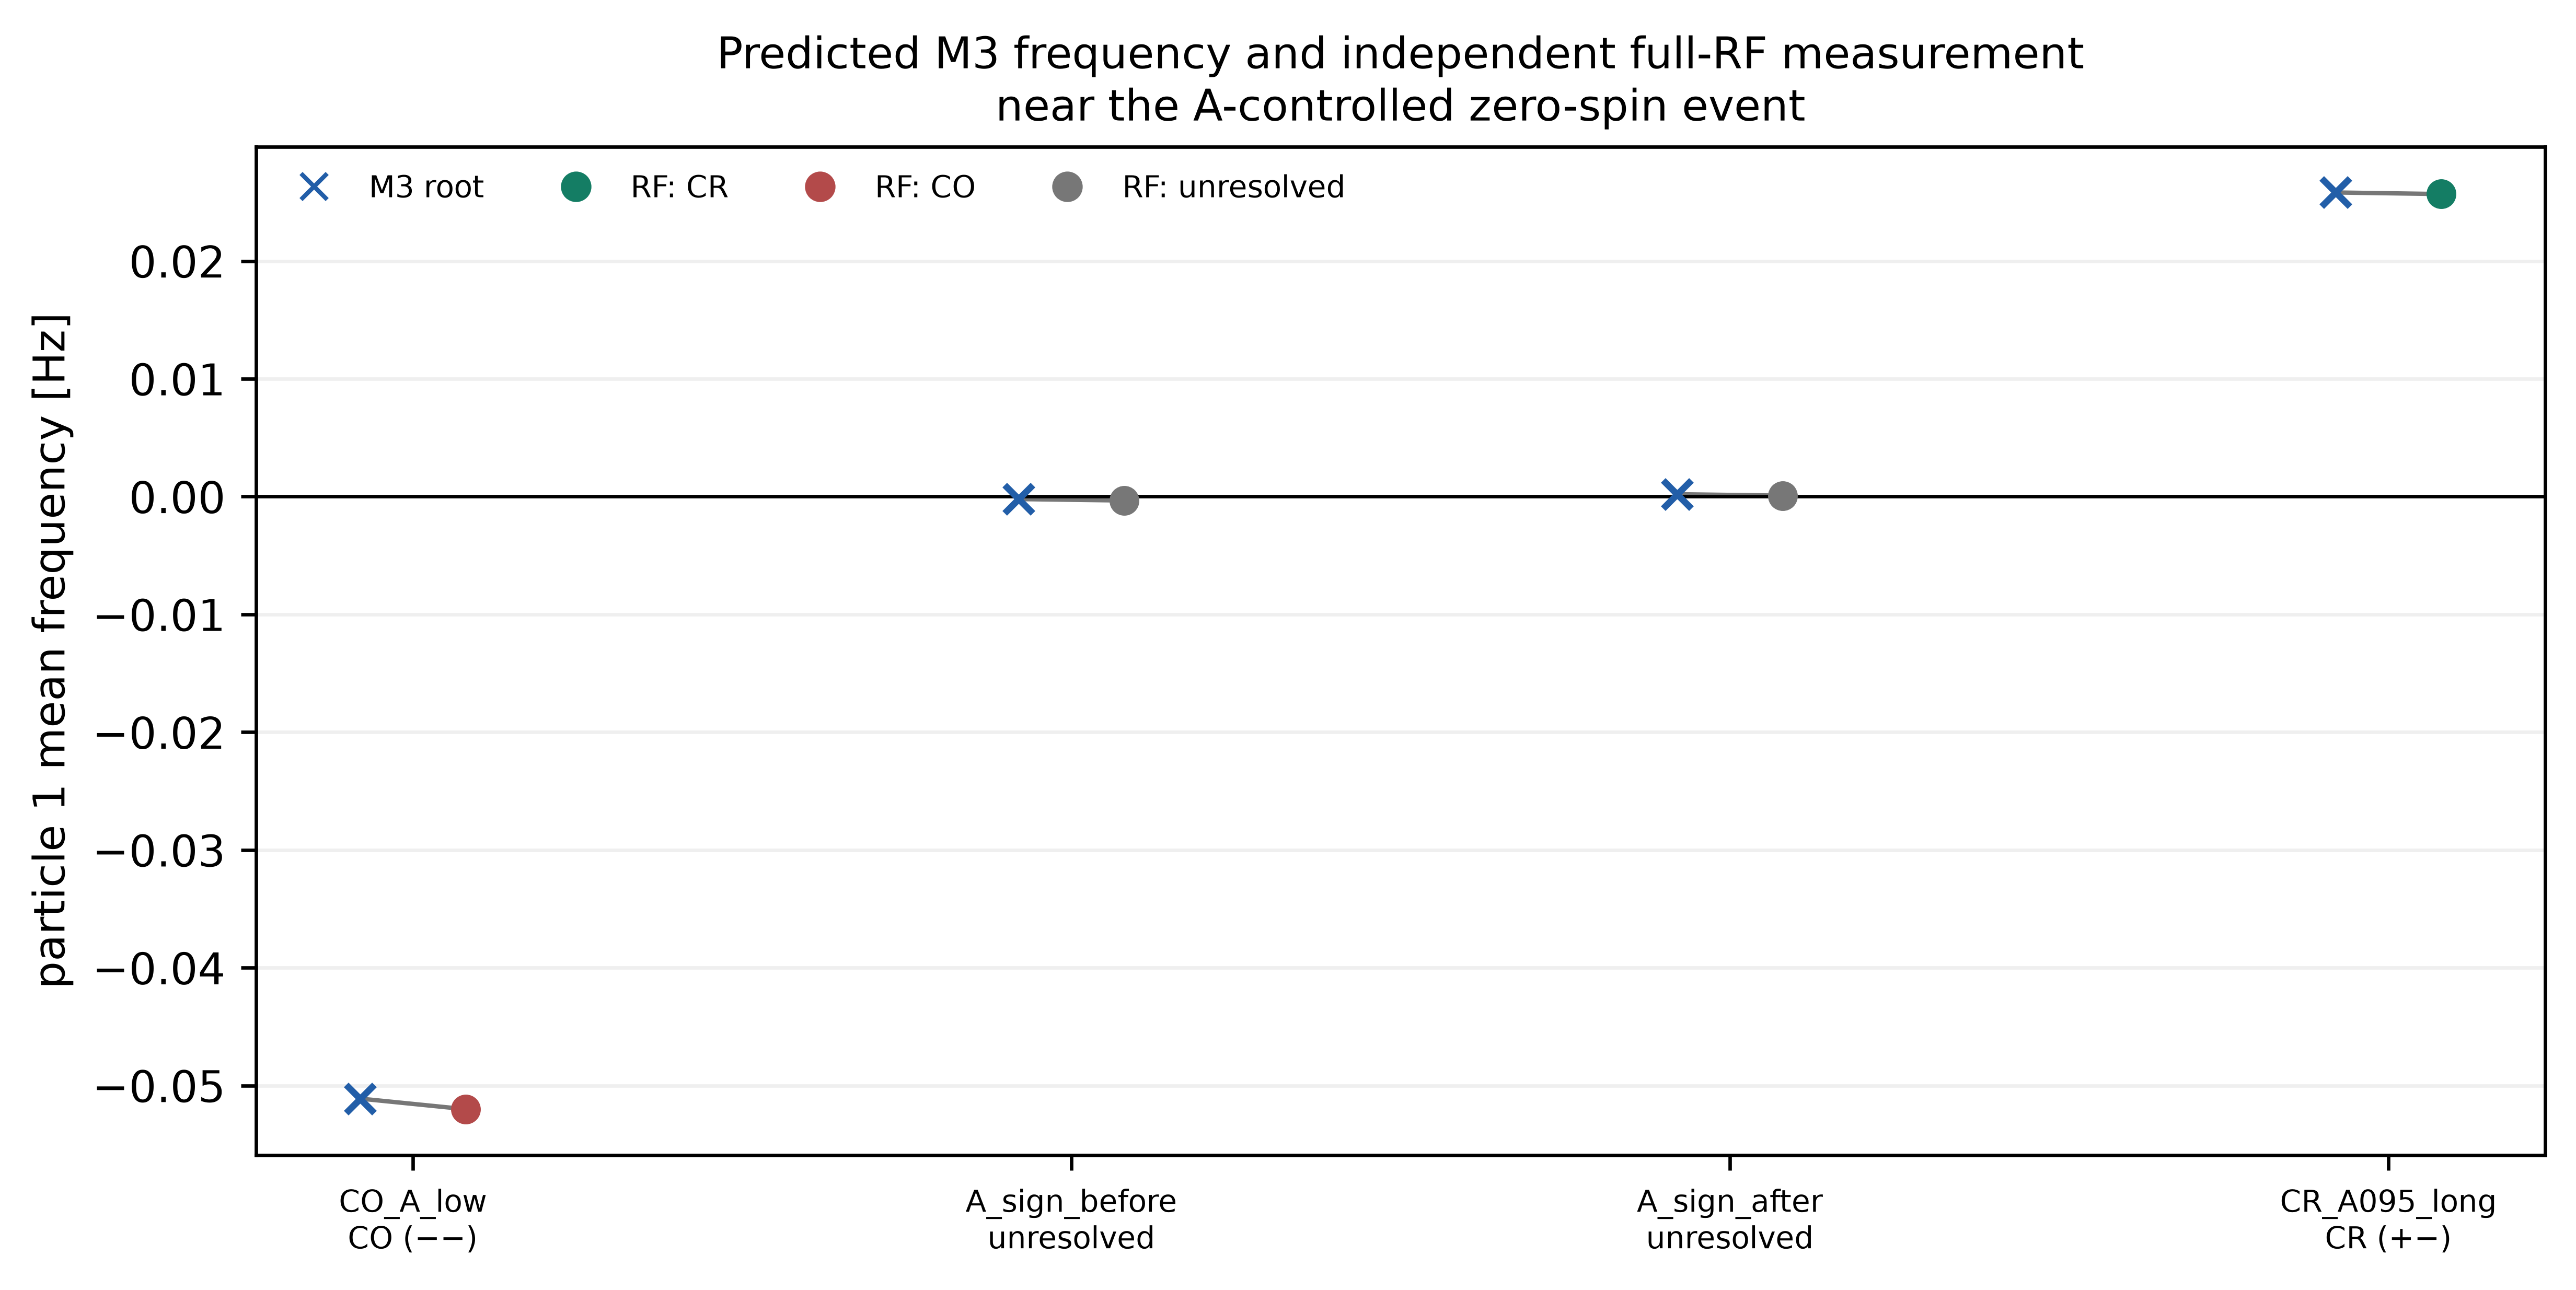 Predicted M3 frequency and independent full-RF measurement
near the A-controlled zero-spin event
M3 root
RF: CR
RF: CO
RF: unresolved
particle 1 mean frequency [Hz]
0.02
0.01
0.00
−0.01
−0.02
−0.03
−0.04
−0.05
CO_A_low
CO (−−)
A_sign_before
unresolved
A_sign_after
unresolved
CR_A095_long
CR (+−)